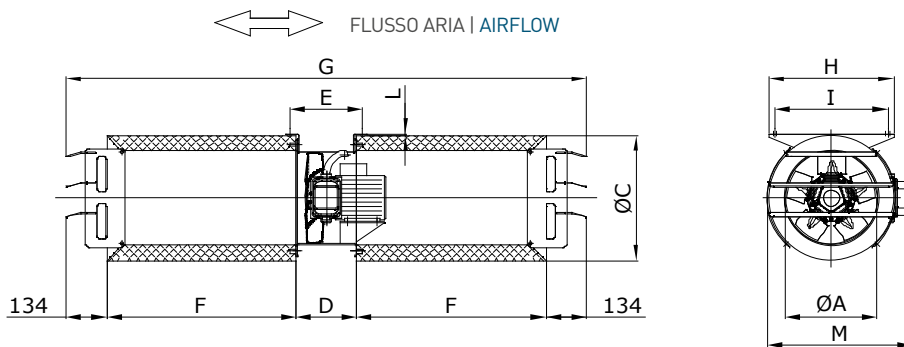 FLUSSO ARIA | AIRFLOW
G
H
E
L
I
ØC
134
F
D
F
134
ØA
M